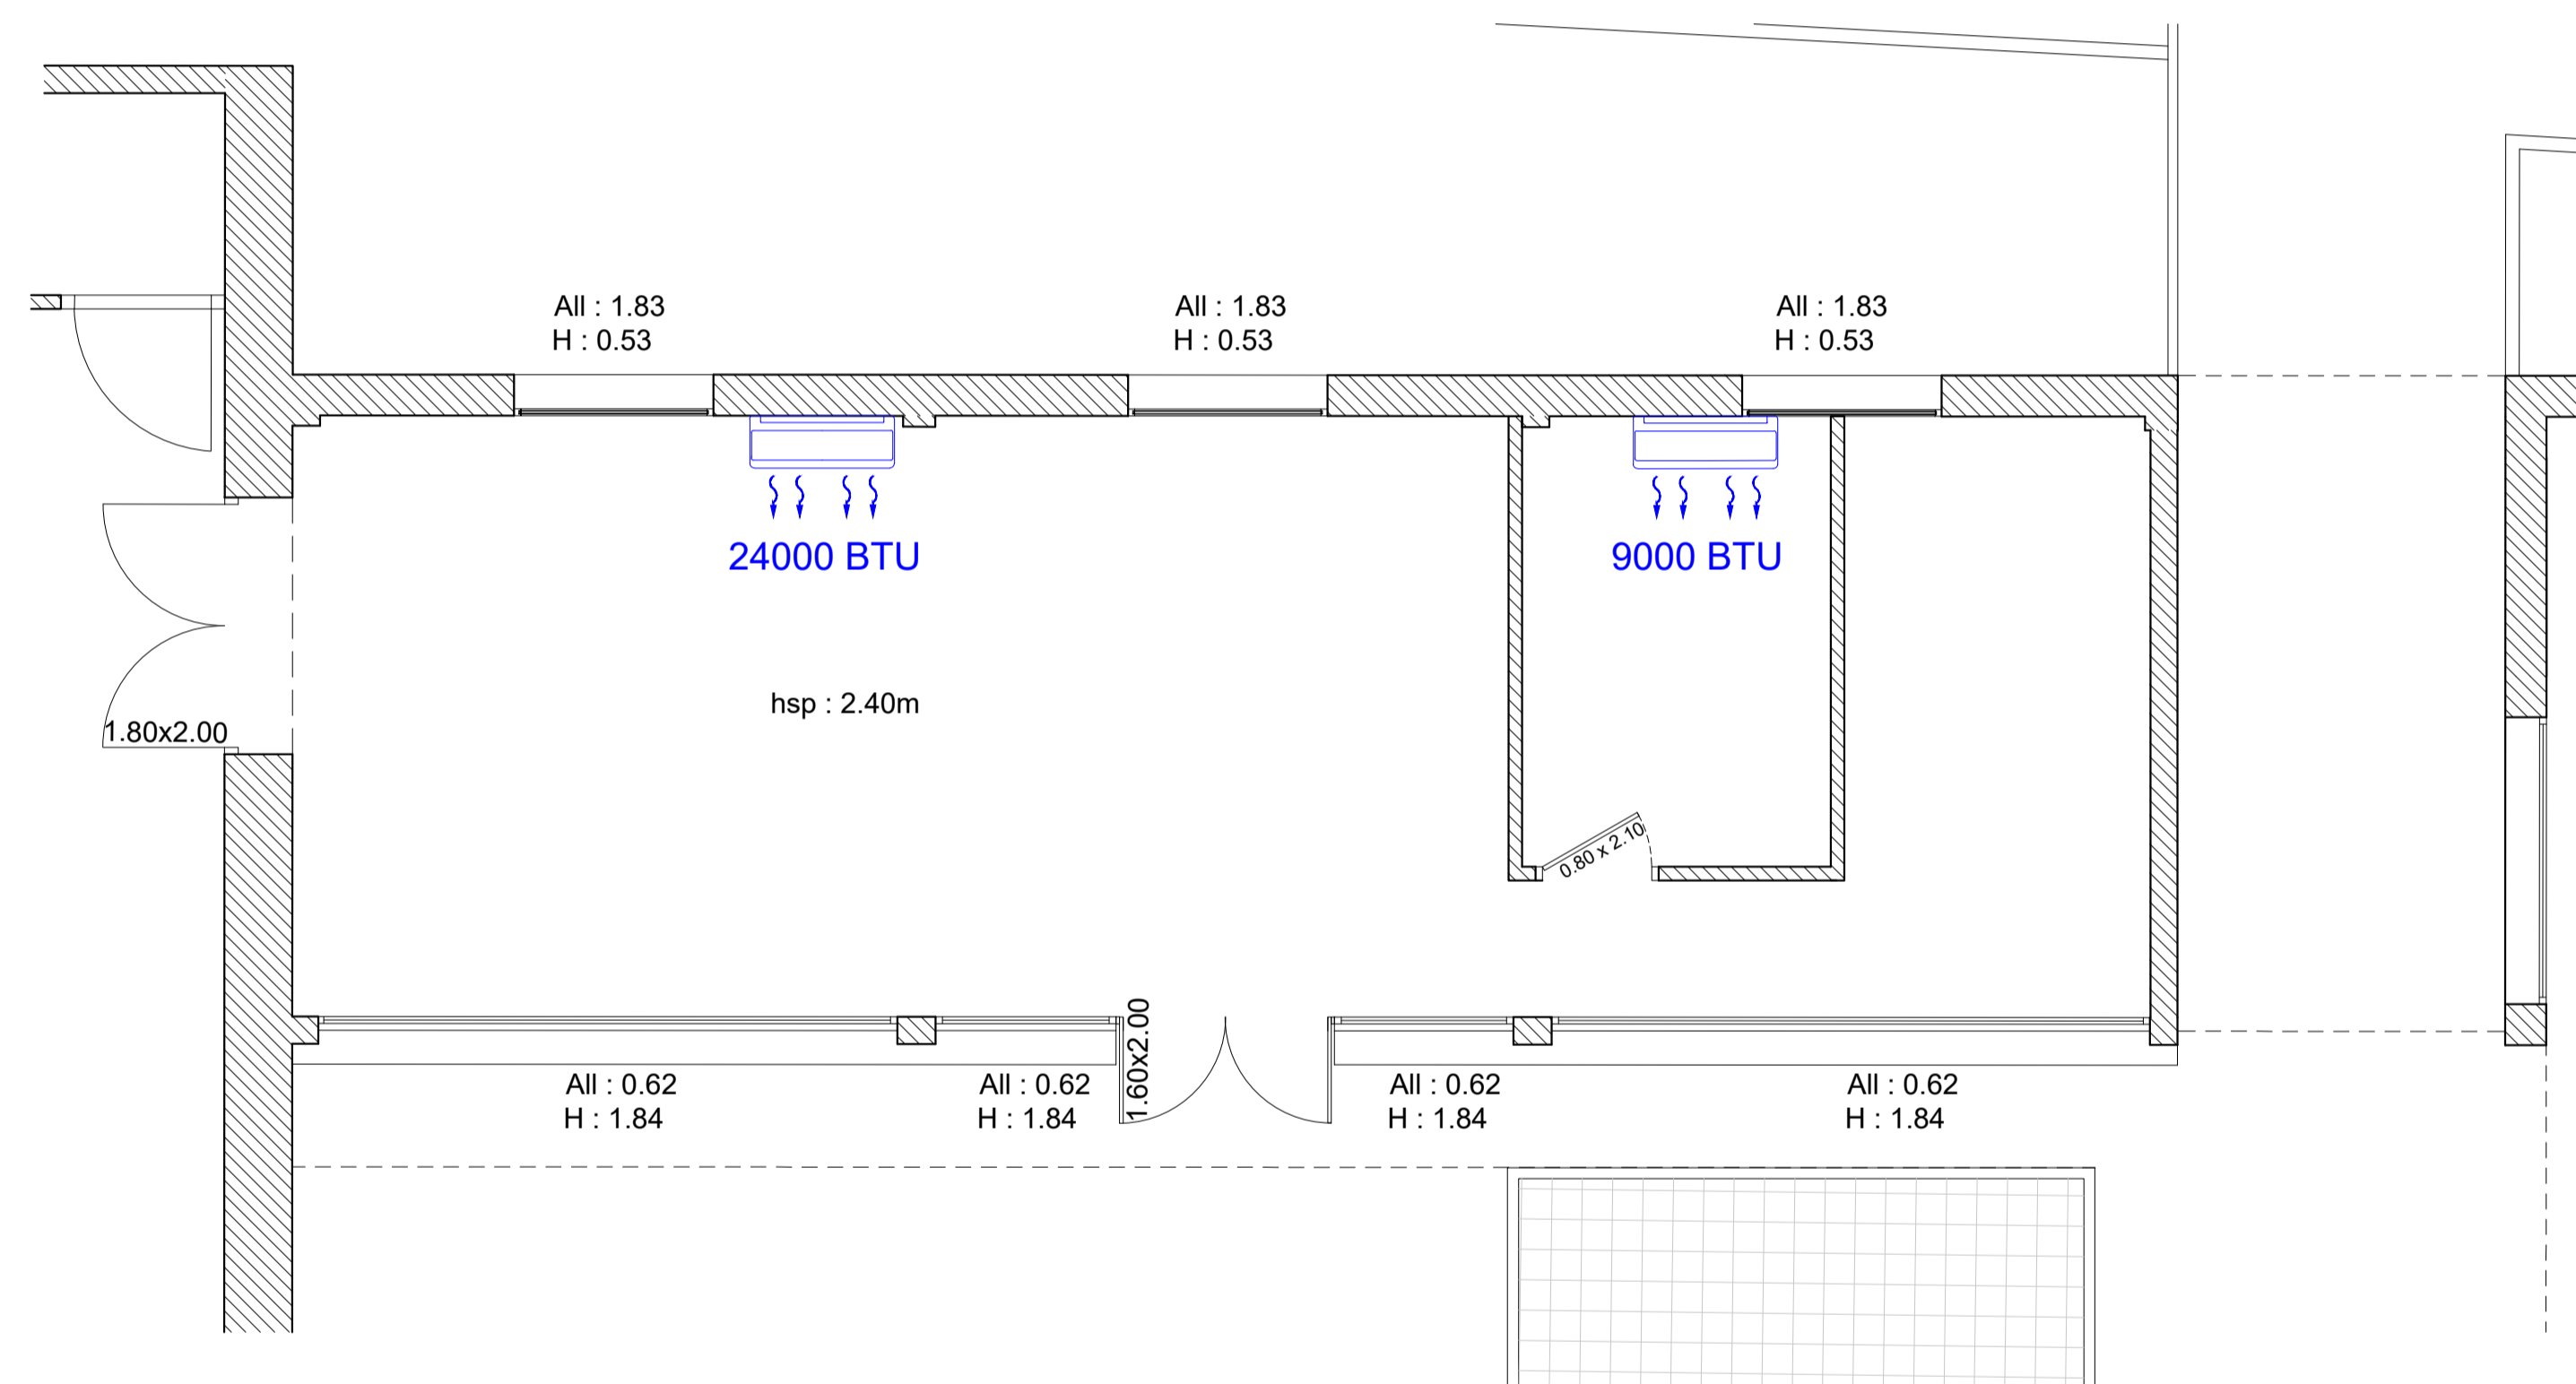 All : 1.83
H : 0.53
All : 1.83
H : 0.53
All : 1.83
H : 0.53
24000 BTU
9000 BTU
hsp : 2.40m
1.80x2.00
0.80 x 2.10
1.60x2.00
All : 0.62
H : 1.84
All : 0.62
H : 1.84
All : 0.62
H : 1.84
All : 0.62
H : 1.84